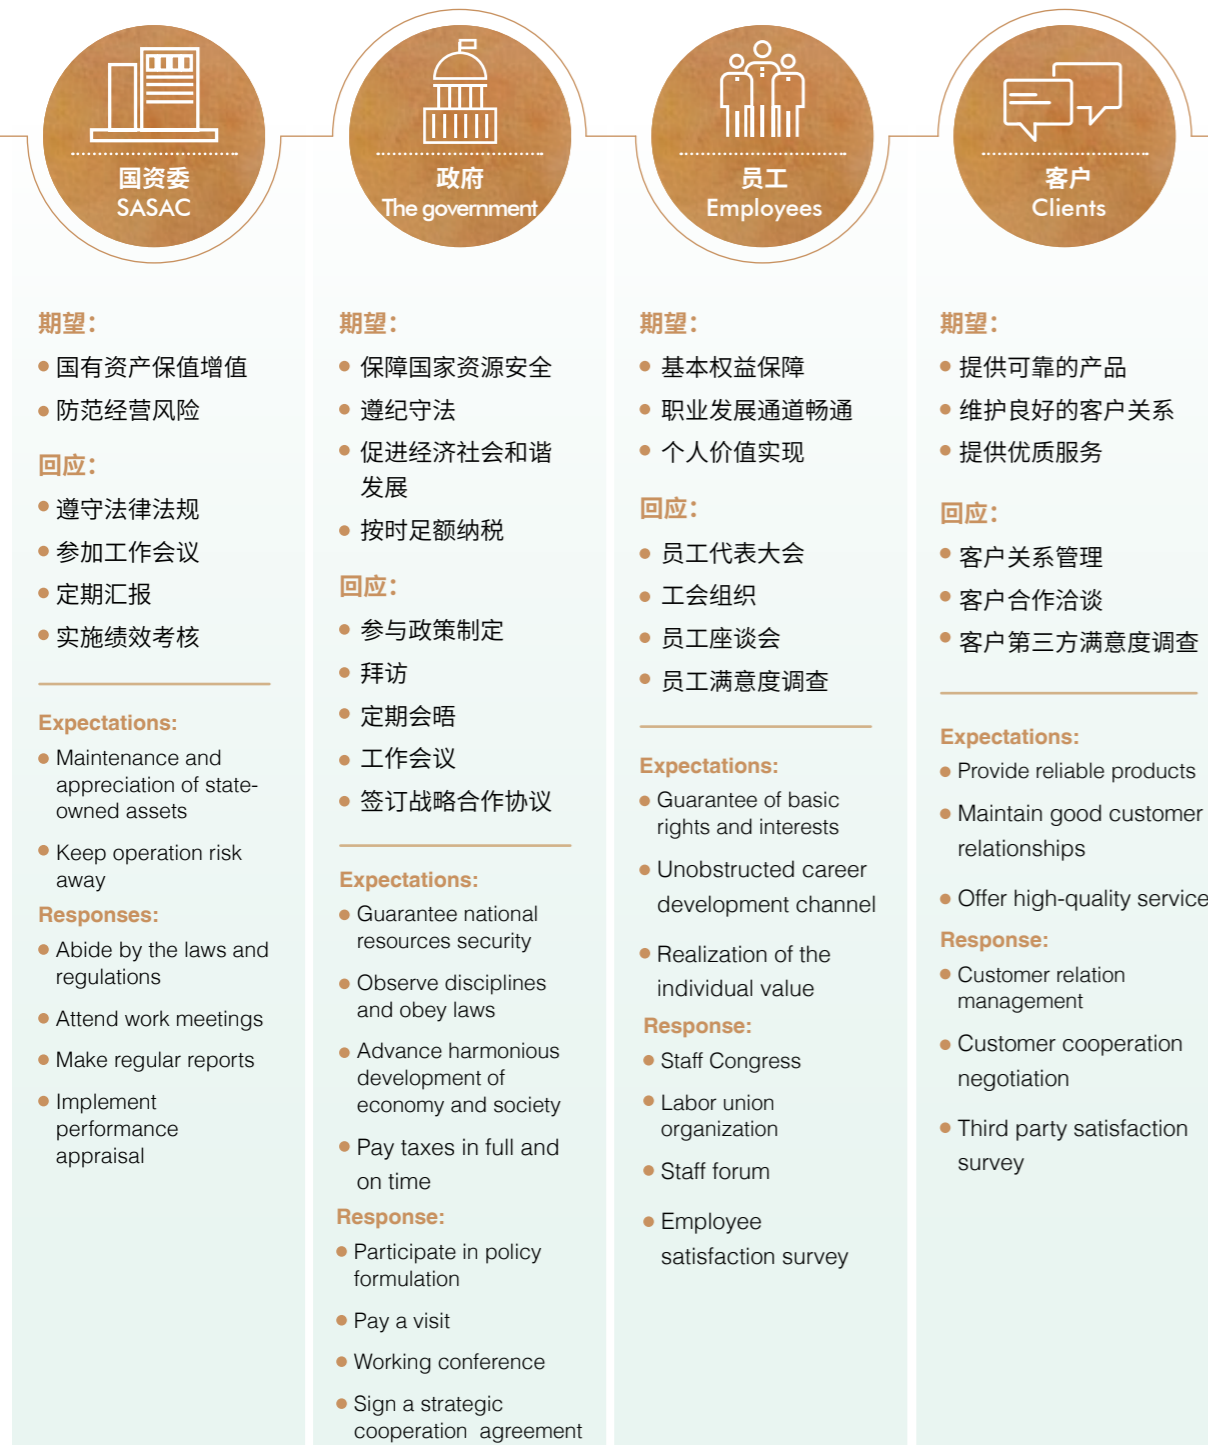 国资委
SASAC
期望：
国有资产保值增值
防范经营风险
回应：
遵守法律法规
参加工作会议
定期汇报
实施绩效考核
Expectations:
Maintenance and
appreciation of state-
owned assets
Keep operation risk
away
Responses:
Abide by the laws and
regulations
Attend work meetings
Make regular reports
Implement
performance
appraisal
政府
The government
期望：
保障国家资源安全
遵纪守法
促进经济社会和谐
发展
按时足额纳税
回应：
参与政策制定
拜访
定期会晤
工作会议
签订战略合作协议
Expectations:
Guarantee national
resources security
Observe disciplines
and obey laws
Advance harmonious
development of
economy and society
Pay taxes in full and
on time
Response:
Participate in policy
formulation
Pay a visit
Working conference
Sign a strategic
cooperation agreement
员工
Employees
期望：
基本权益保障
职业发展通道畅通
个人价值实现
回应：
员工代表大会
工会组织
员工座谈会
员工满意度调查
Expectations:
Guarantee of basic
rights and interests
Unobstructed career
development channel
Realization of the
individual value
Response:
Staff Congress
Labor union
organization
Staff forum
Employee
satisfaction survey
客户
Clients
期望：
提供可靠的产品
维护良好的客户关系
提供优质服务
回应：
客户关系管理
客户合作洽谈
客户第三方满意度调查
Expectations:
Provide reliable products
Maintain good customer
relationships
Offer high-quality service
Response:
Customer relation
management
Customer cooperation
negotiation
Third party satisfaction
survey